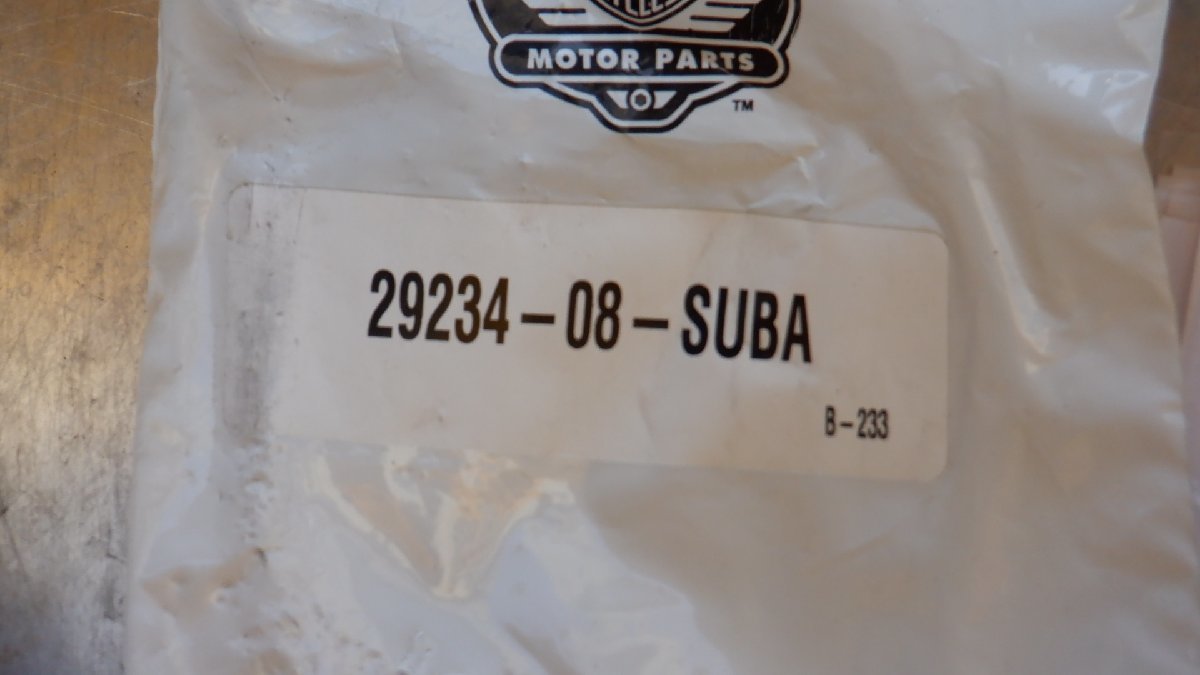 MOTOR PARTS
TM
29234-08-SUBA
B-233